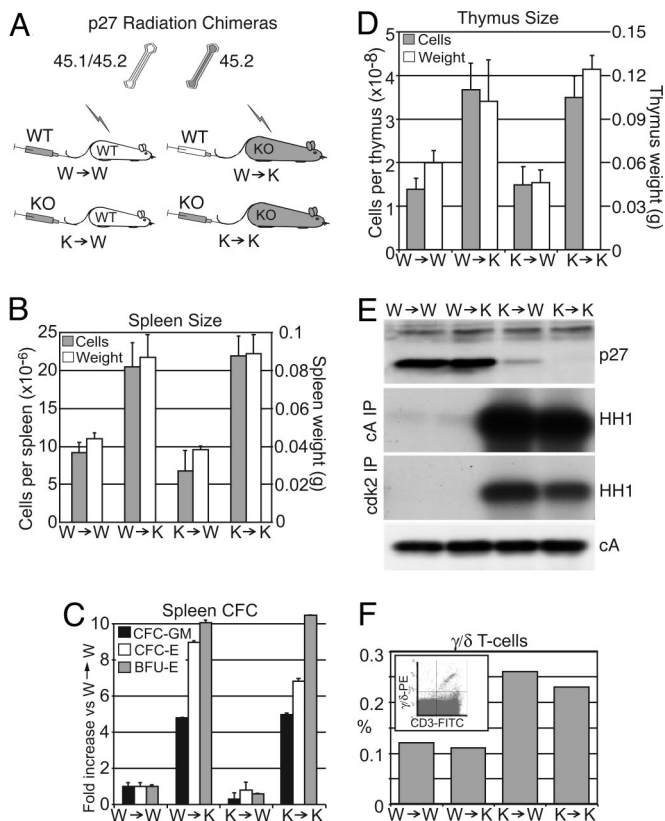 A
p27 Radiation Chimeras
45.1/45.2
45.2
WT
WT
W→W
WT
KO
W→K
KO
WT
K→W
KO
KO
K→K
B
Spleen Size
Cells per spleen (x10-6)
25
20
15
10
5
0
Cells
Weight
0.1
0.08
0.06
0.04
0.02
0
Spleen weight (g)
W→W W→K K→W K→K
C
Spleen CFC
Fold increase vs W→W
10
8
6
4
2
0
CFC-GM
CFC-E
BFU-E
W→W W→K K→W K→K
D
Thymus Size
Cells per thymus (x10-8)
5
4
3
2
1
0
Cells
Weight
0.15
0.12
0.09
0.06
0.03
0
Thymus weight (g)
W→W W→K K→W K→K
E
W→W W→K K→W K→K
p27
cA IP
HH1
cdk2 IP
HH1
cA
F
γ/δ T-cells
0.3
0.2
%
0.1
0
γ/δ-PE
CD3-FITC
W→W W→K K→W K→K